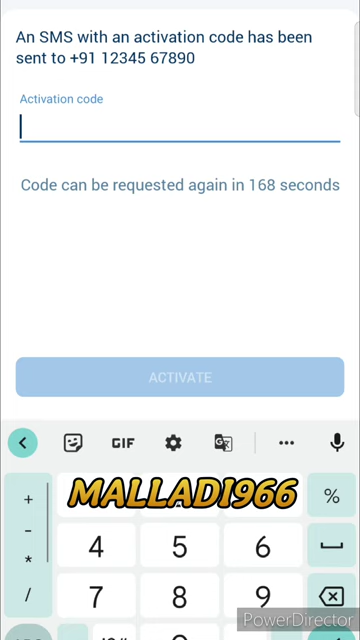 An SMS with an activation code has been
sent to +91 12345 67890
Activation code
Code can be requested again in 168 seconds
ACTIVATE
GIF
MALLADI966
+
%
-
4 5 6
*
/
7 8 9
PowerDirector